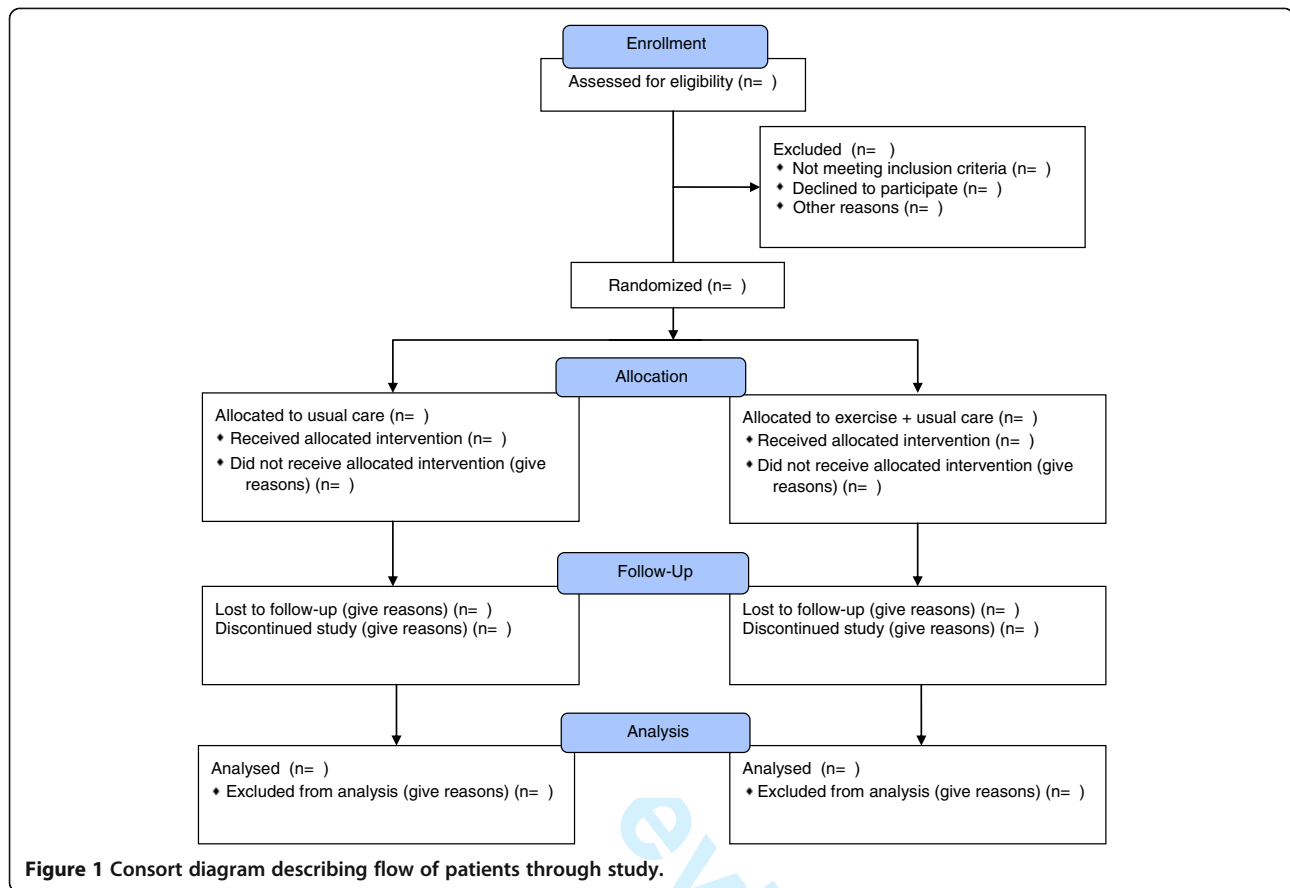 Enrollment
Assessed for eligibility (n= )
Excluded (n= )
♦ Not meeting inclusion criteria (n= )
♦ Declined to participate (n= )
♦ Other reasons (n= )
Randomized (n= )
Allocation
Allocated to usual care (n= )
♦ Received allocated intervention (n= )
♦ Did not receive allocated intervention (give
reasons) (n= )
Allocated to exercise + usual care (n= )
♦ Received allocated intervention (n= )
♦ Did not receive allocated intervention (give
reasons) (n= )
Follow-Up
Lost to follow-up (give reasons) (n= )
Discontinued study (give reasons) (n= )
Lost to follow-up (give reasons) (n= )
Discontinued study (give reasons) (n= )
Analysis
Analysed (n= )
♦ Excluded from analysis (give reasons) (n= )
Analysed (n= )
♦ Excluded from analysis (give reasons) (n= )
Figure 1 Consort diagram describing flow of patients through study.